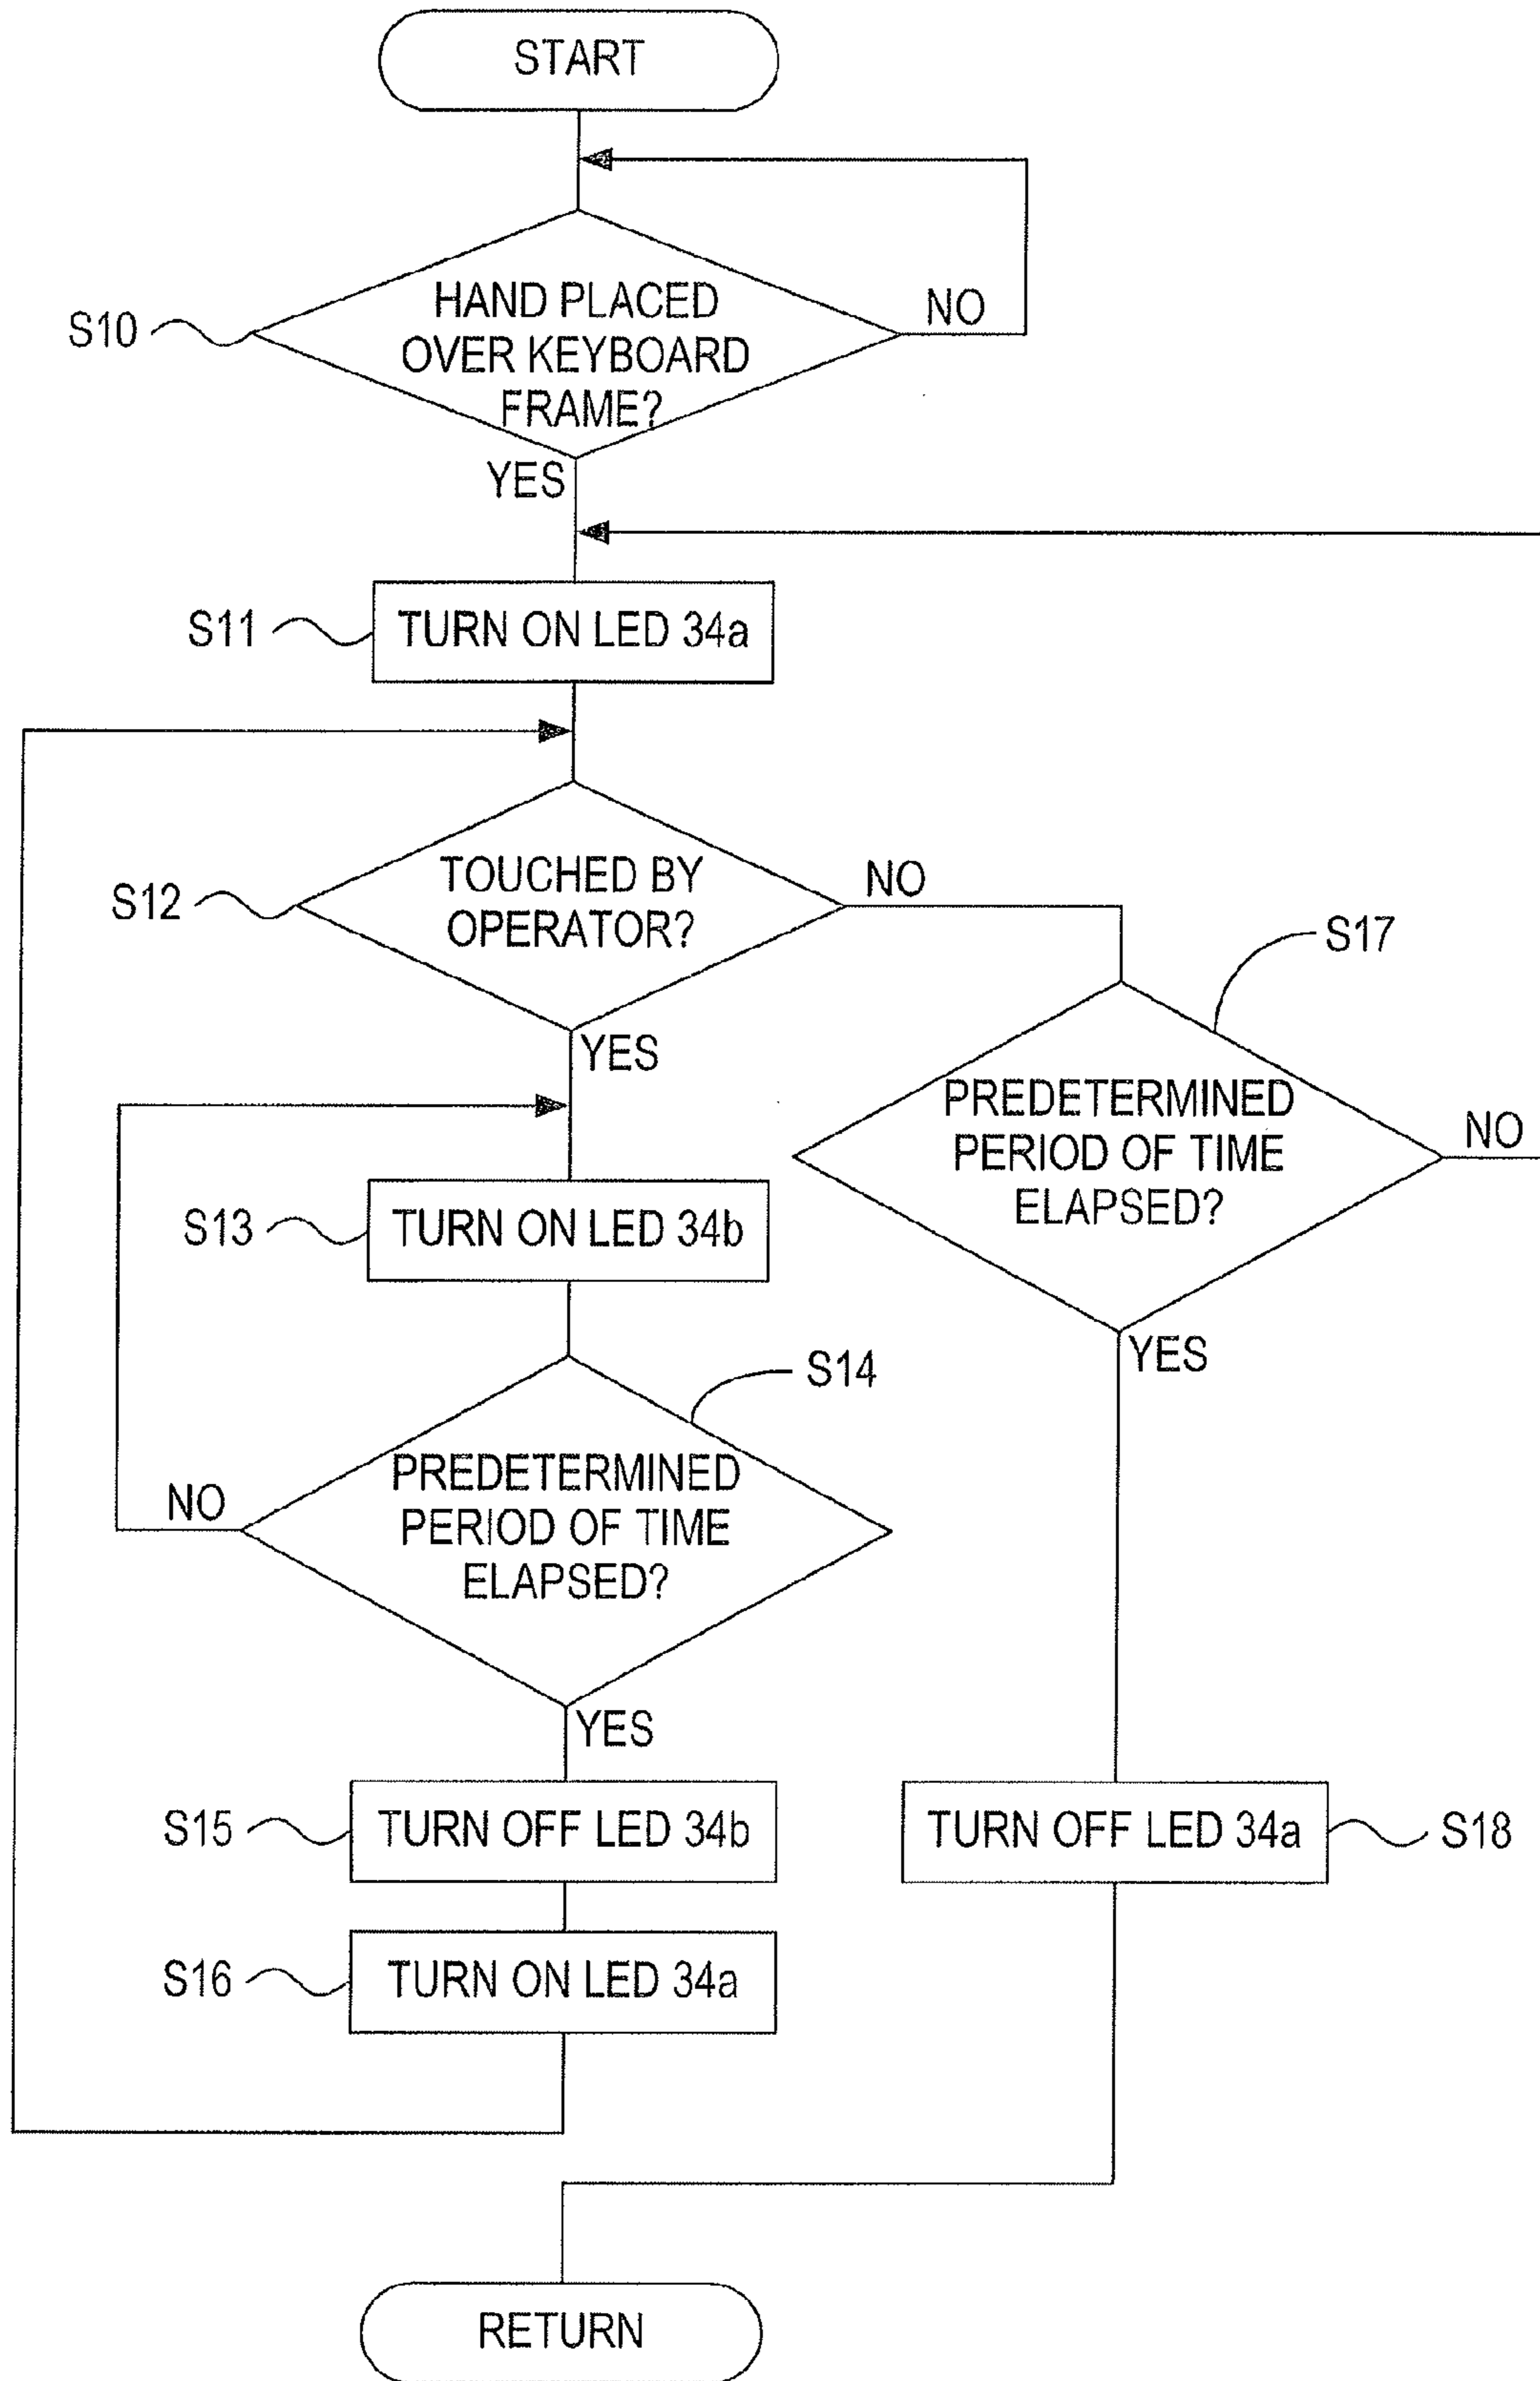 START
HAND PLACED
OVER KEYBOARD
FRAME?
S10
NO
YES
S11
TURN ON LED 34a
S12
TOUCHED BY
OPERATOR?
NO
YES
S17
PREDETERMINED
PERIOD OF TIME
ELAPSED?
NO
YES
S13
TURN ON LED 34b
S14
PREDETERMINED
PERIOD OF TIME
ELAPSED?
NO
YES
S15
TURN OFF LED 34b
TURN OFF LED 34a
S18
S16
TURN ON LED 34a
RETURN